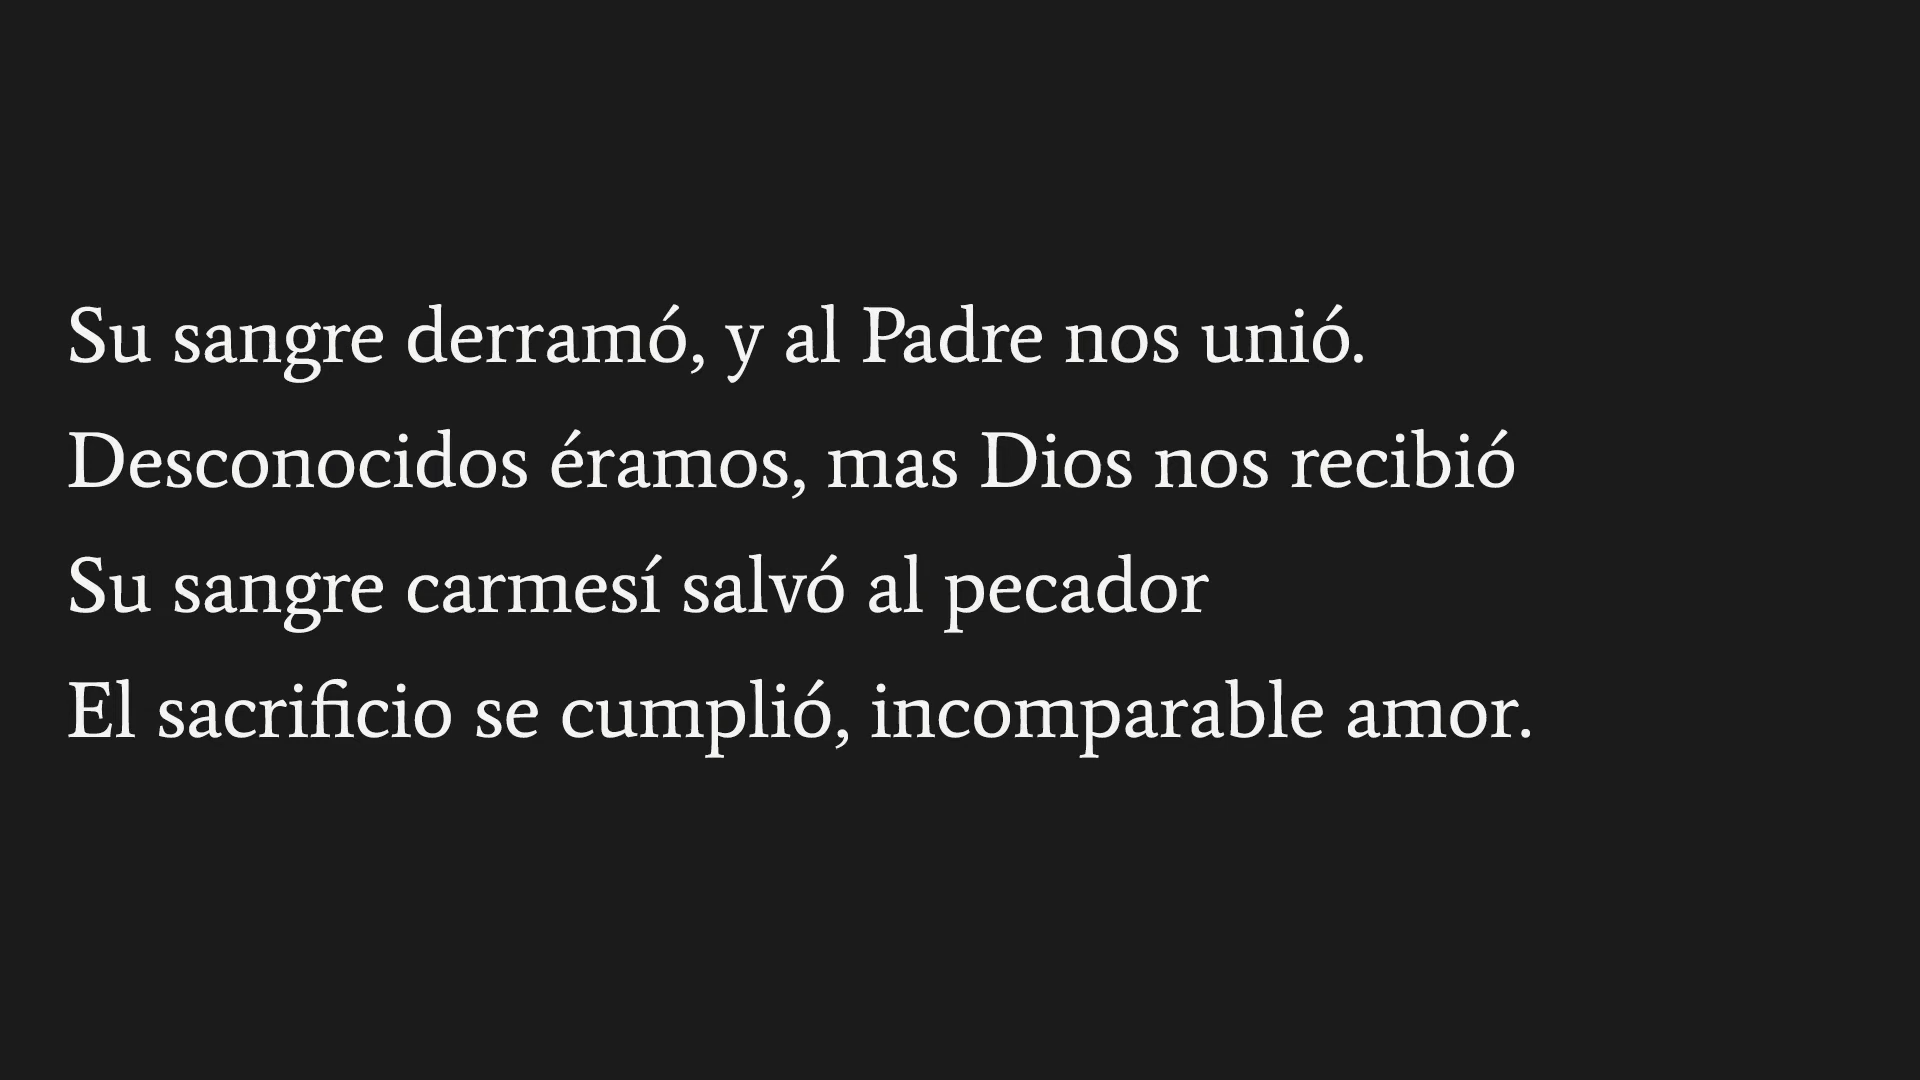 Su sangre derramó, y al Padre nos unió.
Desconocidos éramos, mas Dios nos recibió
Su sangre carmesí salvó al pecador
El sacrificio se cumplió, incomparable amor.